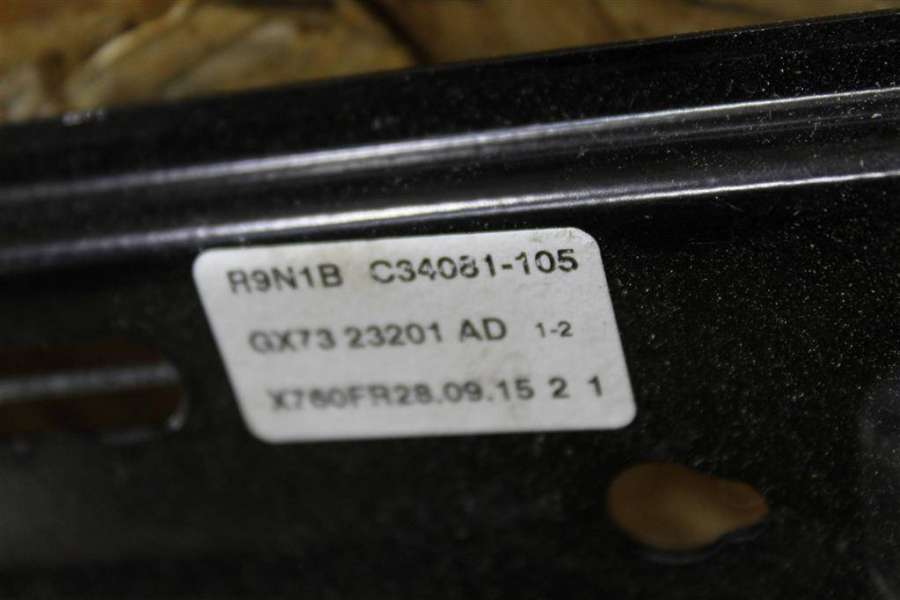 R9N1B C34081-105
GX73 23201 AD 1-2
X760FR28.09.15 2 1